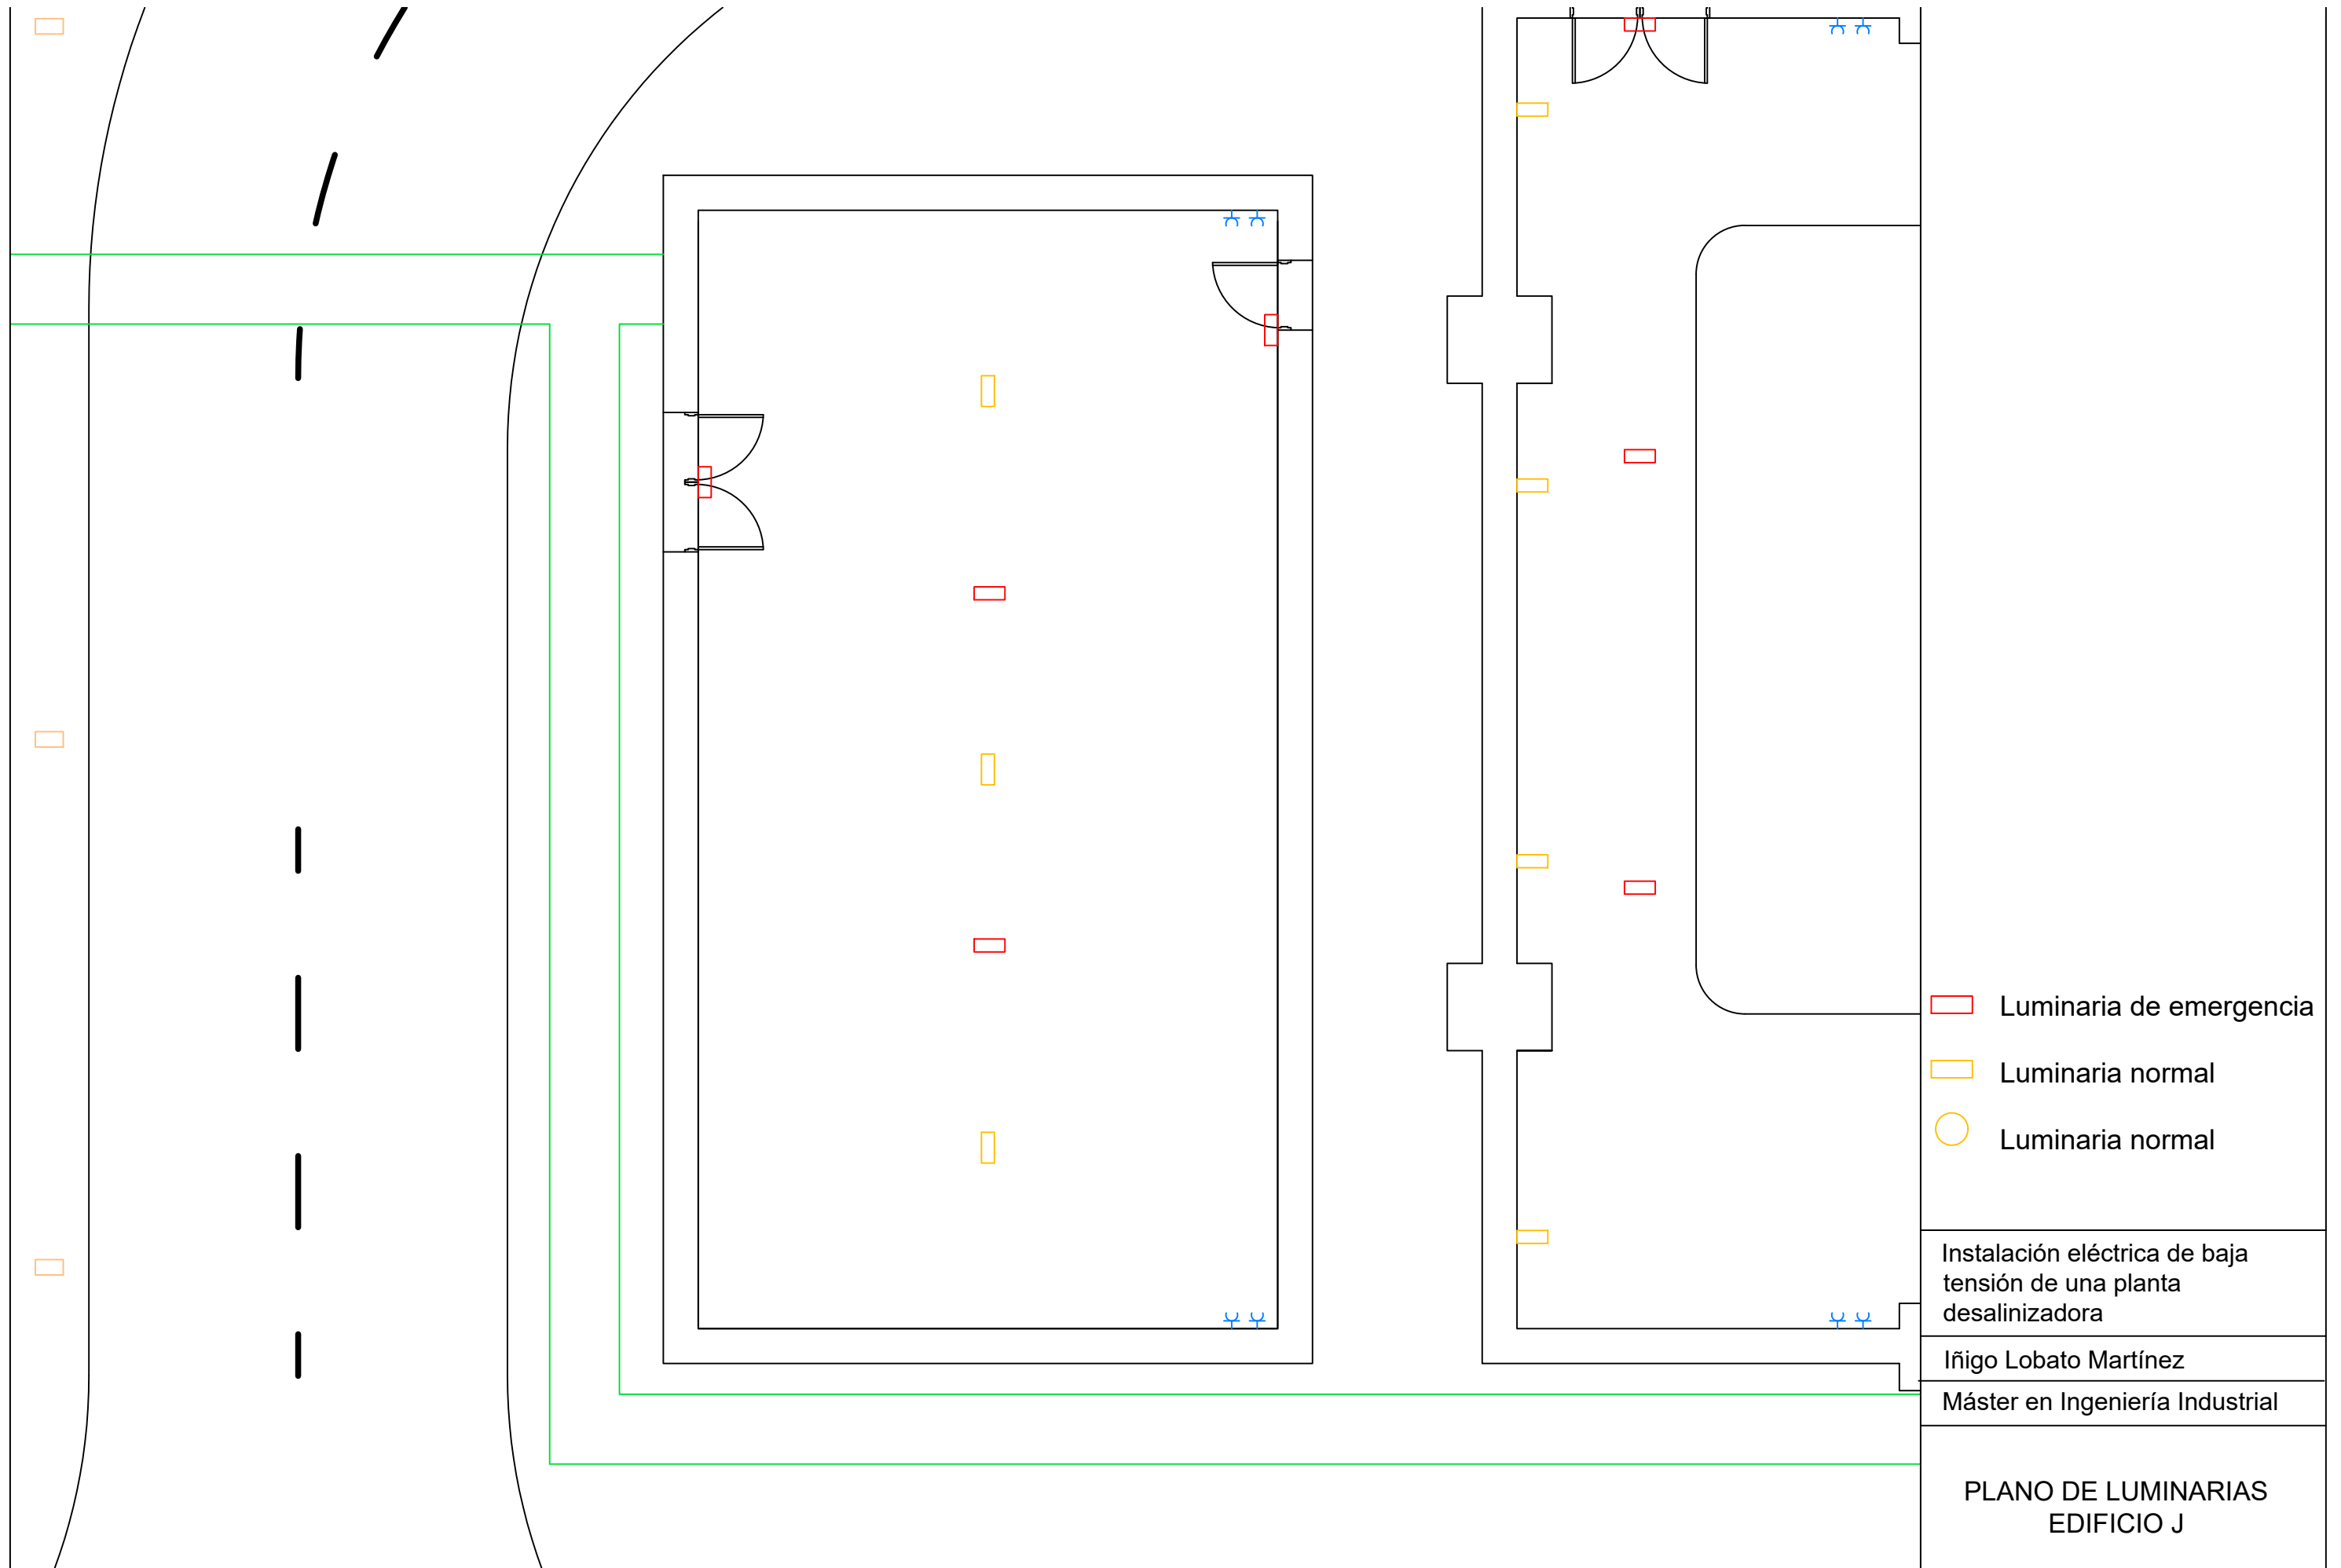 Luminaria de emergencia
Luminaria normal
Luminaria normal
Instalación eléctrica de baja
tensión de una planta
desalinizadora
Iñigo Lobato Martínez
Máster en Ingeniería Industrial
PLANO DE LUMINARIAS
EDIFICIO J